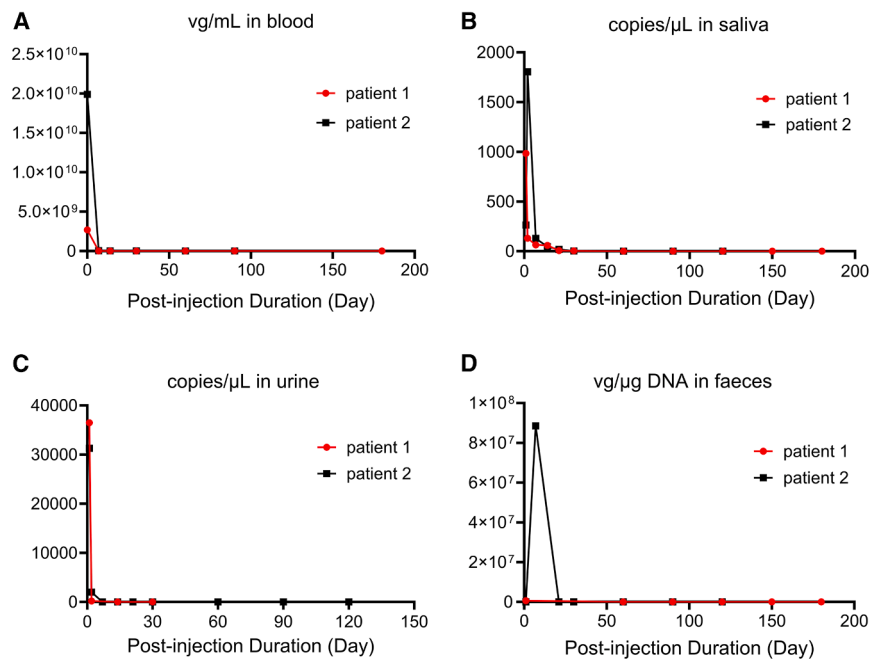 A
vg/mL in blood
2.5×10¹⁰
2.0×10¹⁰
1.5×10¹⁰
1.0×10¹⁰
5.0×10⁹
0
0 50 100 150 200
Post-injection Duration (Day)
patient 1
patient 2
B
copies/µL in saliva
2000
1500
1000
500
0
0 50 100 150 200
Post-injection Duration (Day)
patient 1
patient 2
C
copies/µL in urine
40000
30000
20000
10000
0
0 30 60 90 120 150
Post-injection Duration (Day)
patient 1
patient 2
D
vg/µg DNA in faeces
1×10⁸
8×10⁷
6×10⁷
4×10⁷
2×10⁷
0
0 50 100 150 200
Post-injection Duration (Day)
patient 1
patient 2